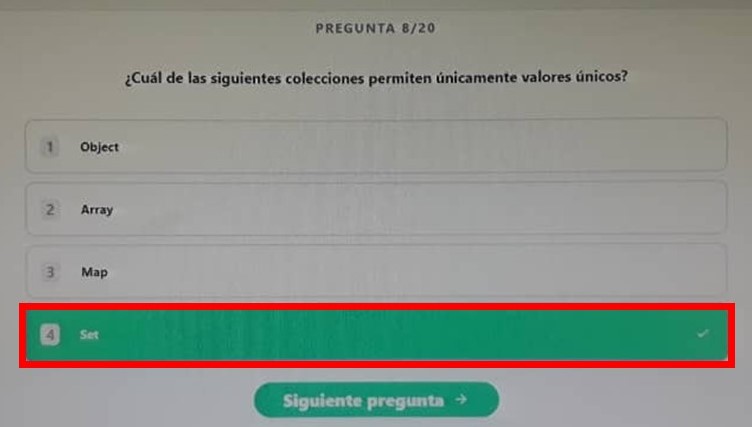 PREGUNTA 8/20
¿Cuál de las siguientes colecciones permiten únicamente valores únicos?
1 Object
2 Array
3 Map
4 Set
Siguiente pregunta →